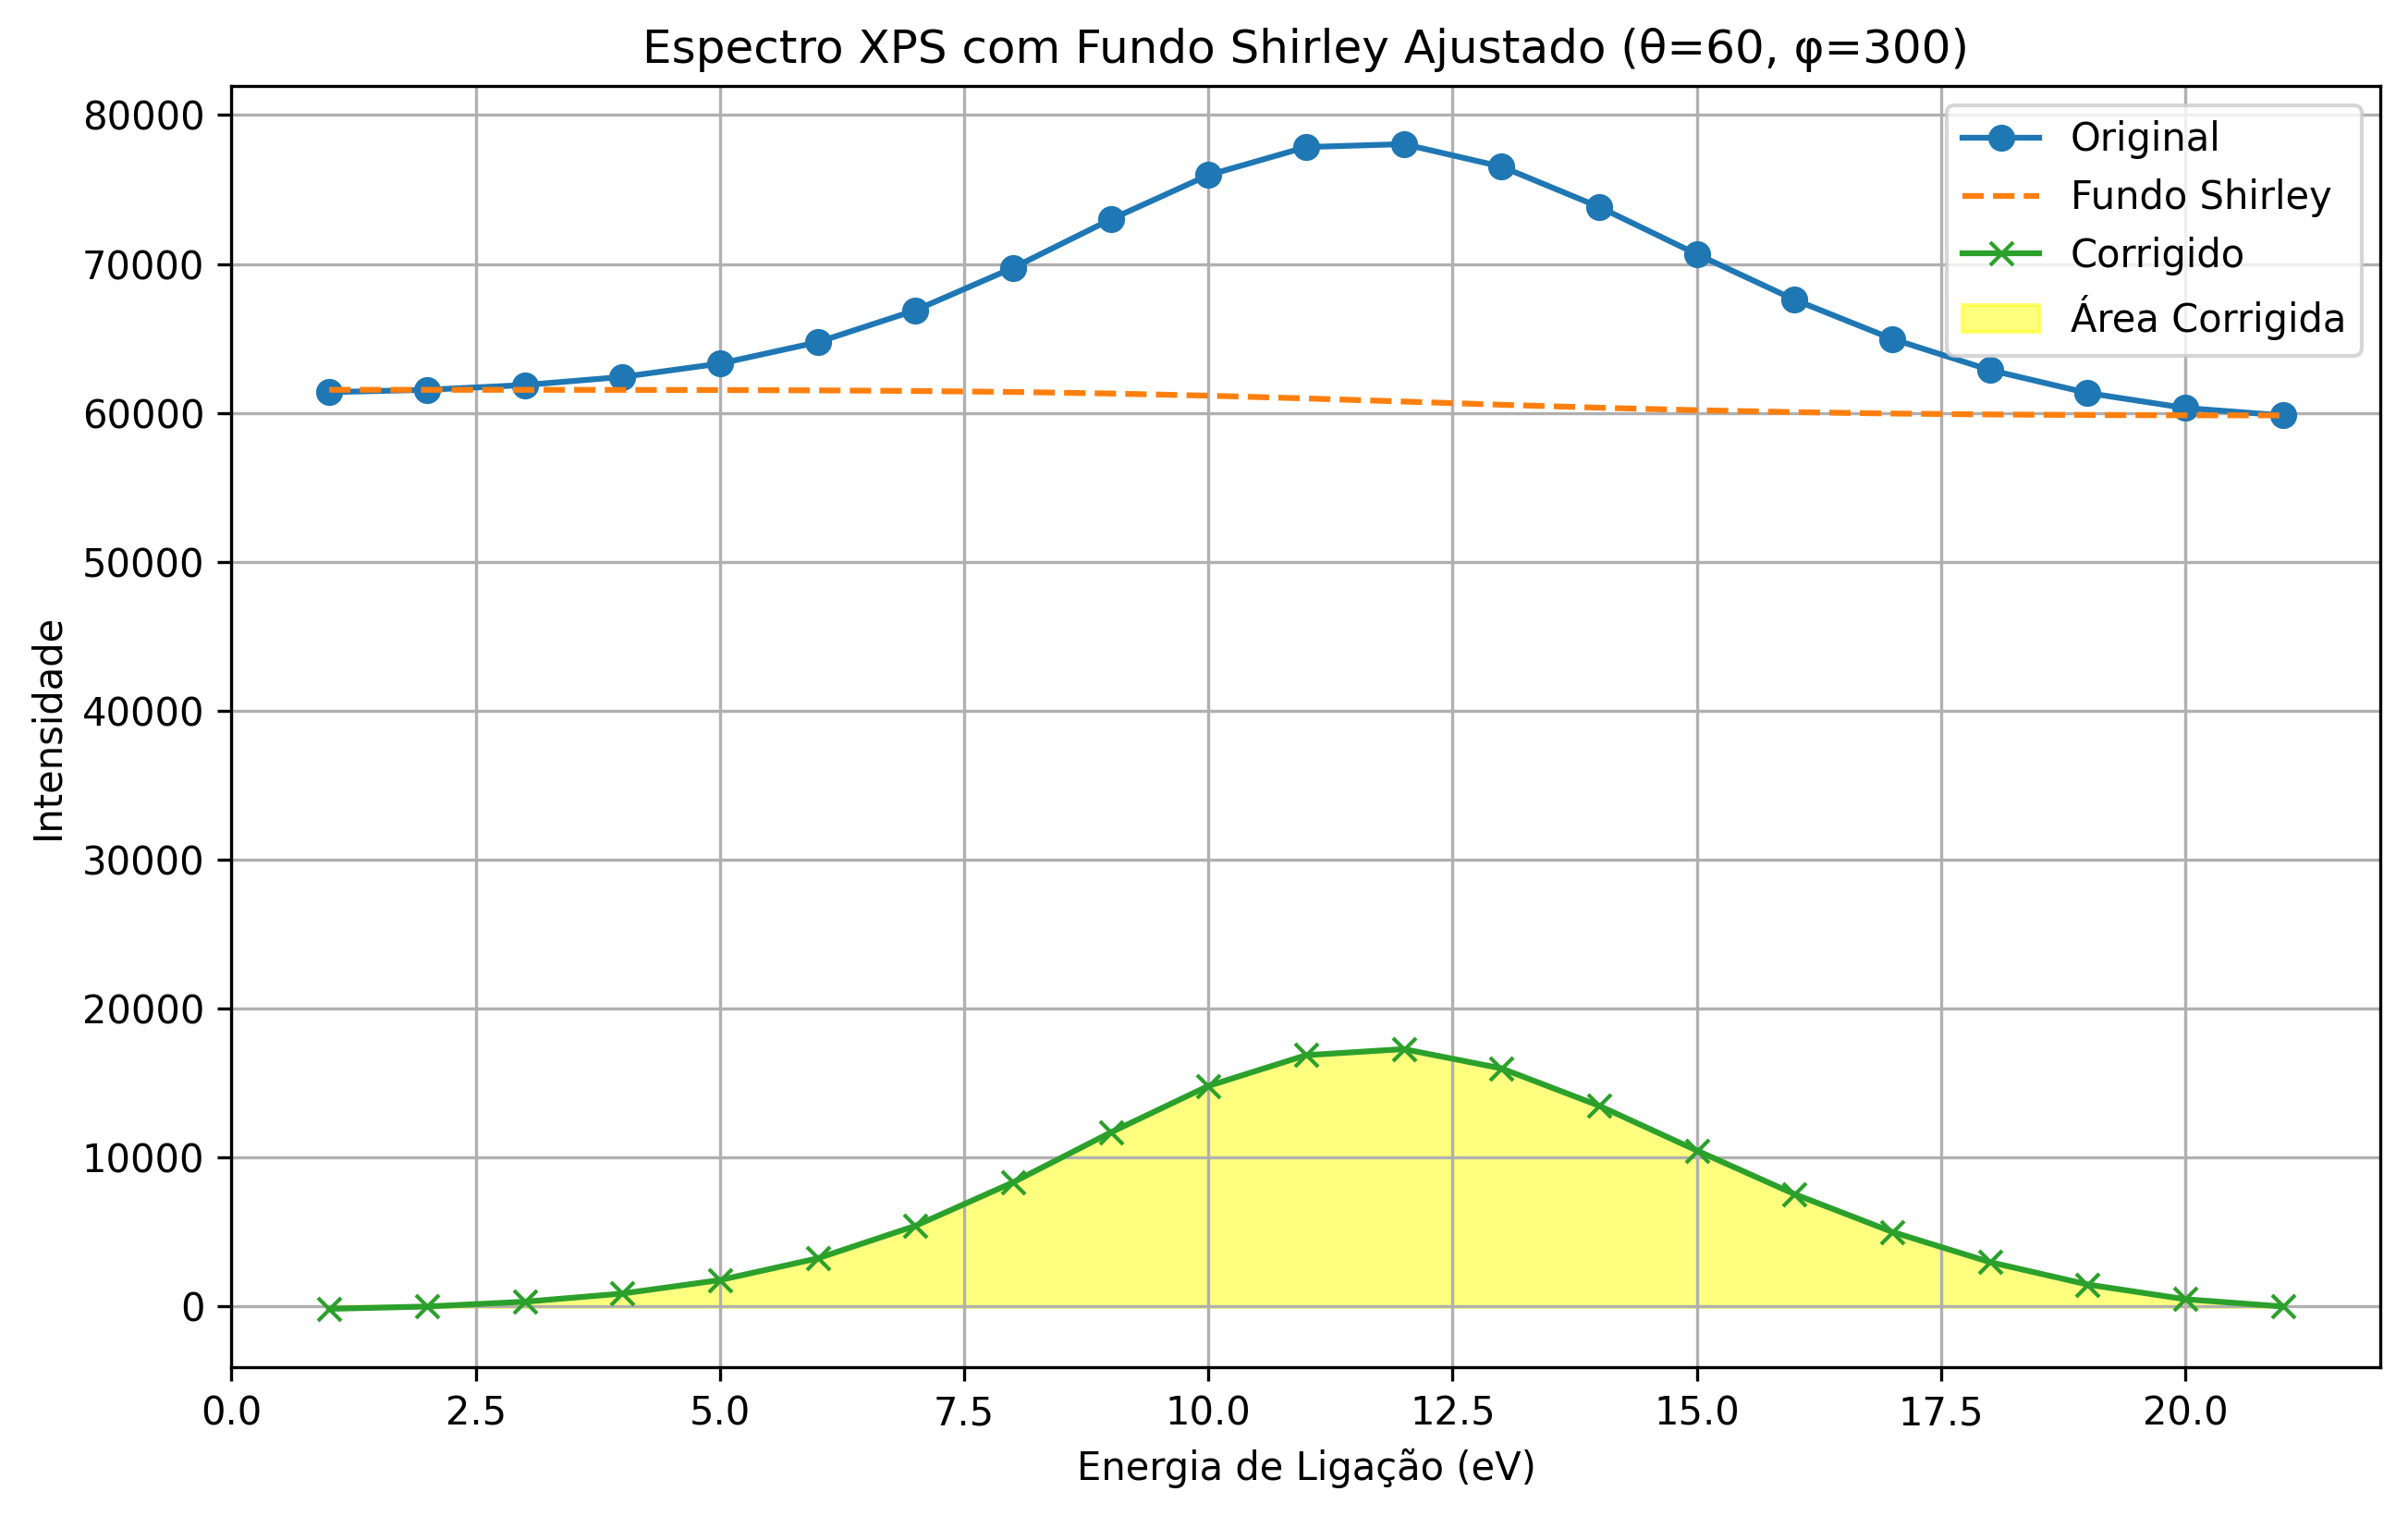 Espectro XPS com Fundo Shirley Ajustado (θ=60, φ=300)
80000
70000
60000
50000
40000
30000
20000
10000
0
Intensidade
Original
Fundo Shirley
Corrigido
Área Corrigida
0.0 2.5 5.0 7.5 10.0 12.5 15.0 17.5 20.0
Energia de Ligação (eV)